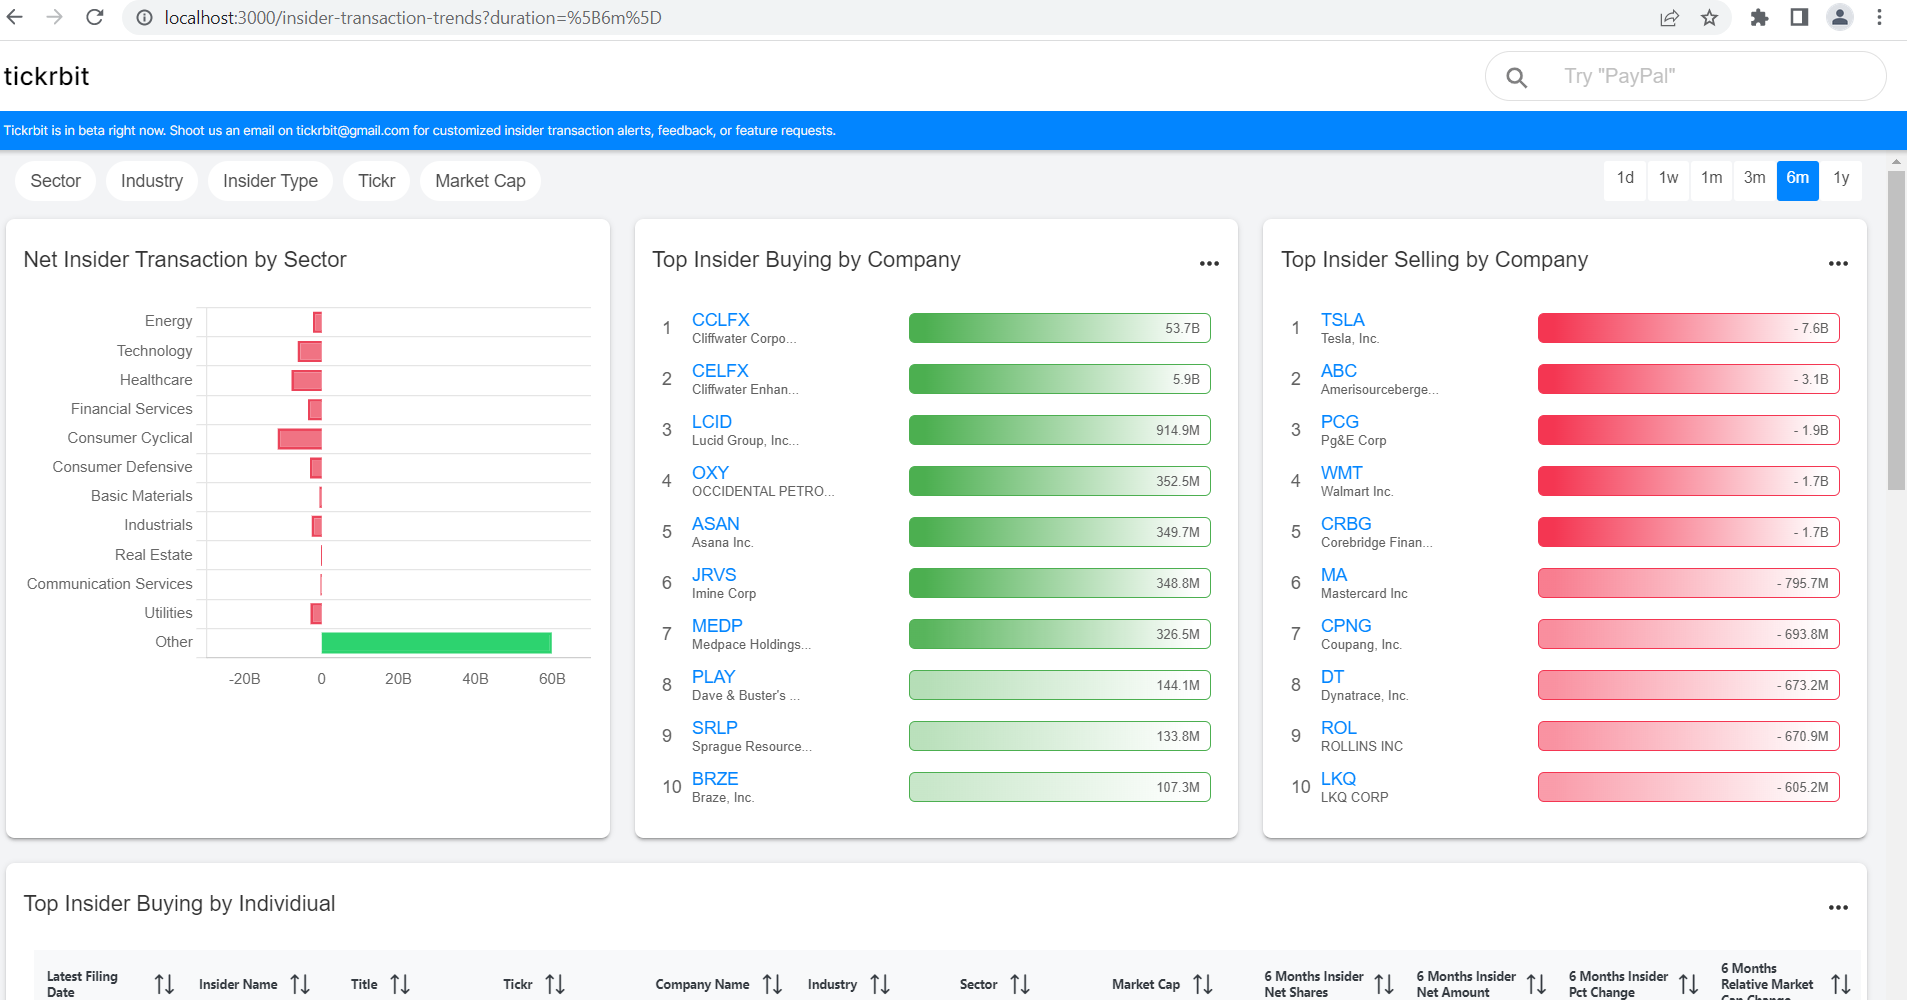 localhost:3000/insider-transaction-trends?duration=%5B6m%5D
tickrbit
Try "PayPal"
Tickrbit is in beta right now. Shoot us an email on tickrbit@gmail.com for customized insider transaction alerts, feedback, or feature requests.
Sector Industry Insider Type Tickr Market Cap
1d 1w 1m 3m 6m 1y
Net Insider Transaction by Sector
Energy
Technology
Healthcare
Financial Services
Consumer Cyclical
Consumer Defensive
Basic Materials
Industrials
Real Estate
Communication Services
Utilities
Other
-20B 0 20B 40B 60B
Top Insider Buying by Company
1 CCLFX 53.7B
Cliffwater Corpo...
2 CELFX 5.9B
Cliffwater Enhan...
3 LCID 914.9M
Lucid Group, Inc...
4 OXY 352.5M
OCCIDENTAL PETRO...
5 ASAN 349.7M
Asana Inc.
6 JRVS 348.8M
Imine Corp
7 MEDP 326.5M
Medpace Holdings...
8 PLAY 144.1M
Dave & Buster's ...
9 SRLP 133.8M
Sprague Resource...
10 BRZE 107.3M
Braze, Inc.
Top Insider Selling by Company
1 TSLA - 7.6B
Tesla, Inc.
2 ABC - 3.1B
Amerisourceberge...
3 PCG - 1.9B
Pg&E Corp
4 WMT - 1.7B
Walmart Inc.
5 CRBG - 1.7B
Corebridge Finan...
6 MA - 795.7M
Mastercard Inc
7 CPNG - 693.8M
Coupang, Inc.
8 DT - 673.2M
Dynatrace, Inc.
9 ROL - 670.9M
ROLLINS INC
10 LKQ - 605.2M
LKQ CORP
Top Insider Buying by Individiual
Latest Filing
Date
Insider Name
Title
Tickr
Company Name
Industry
Sector
Market Cap
6 Months Insider
Net Shares
6 Months Insider
Net Amount
6 Months Insider
Pct Change
6 Months
Relative Market
Cap Change